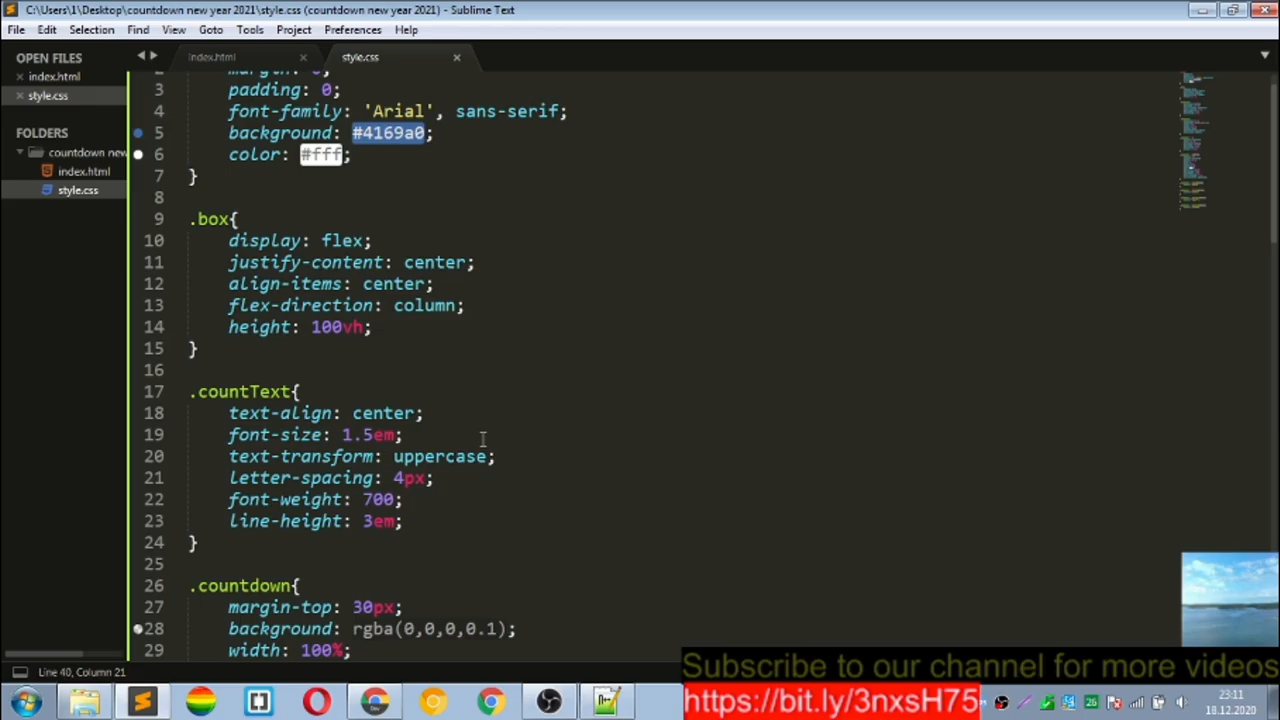 C:\Users\1\Desktop\countdown new year 2021\style.css (countdown new year 2021) - Sublime Text
File Edit Selection Find View Goto Tools Project Preferences Help
OPEN FILES
index.html
style.css
FOLDERS
countdown new
index.html
style.css
index.html
style.css
2 margin: 0;
3 padding: 0;
4 font-family: 'Arial', sans-serif;
5 background: #4169a0;
6 color: #fff;
7 }
8
9 .box{
10 display: flex;
11 justify-content: center;
12 align-items: center;
13 flex-direction: column;
14 height: 100vh;
15 }
16
17 .countText{
18 text-align: center;
19 font-size: 1.5em;
20 text-transform: uppercase;
21 letter-spacing: 4px;
22 font-weight: 700;
23 line-height: 3em;
24 }
25
26 .countdown{
27 margin-top: 30px;
28 background: rgba(0,0,0,0.1);
29 width: 100%;
Line 40, Column 21
Subscribe to our channel for more videos
https://bit.ly/3nxsH75
26
23:11
18.12.2020